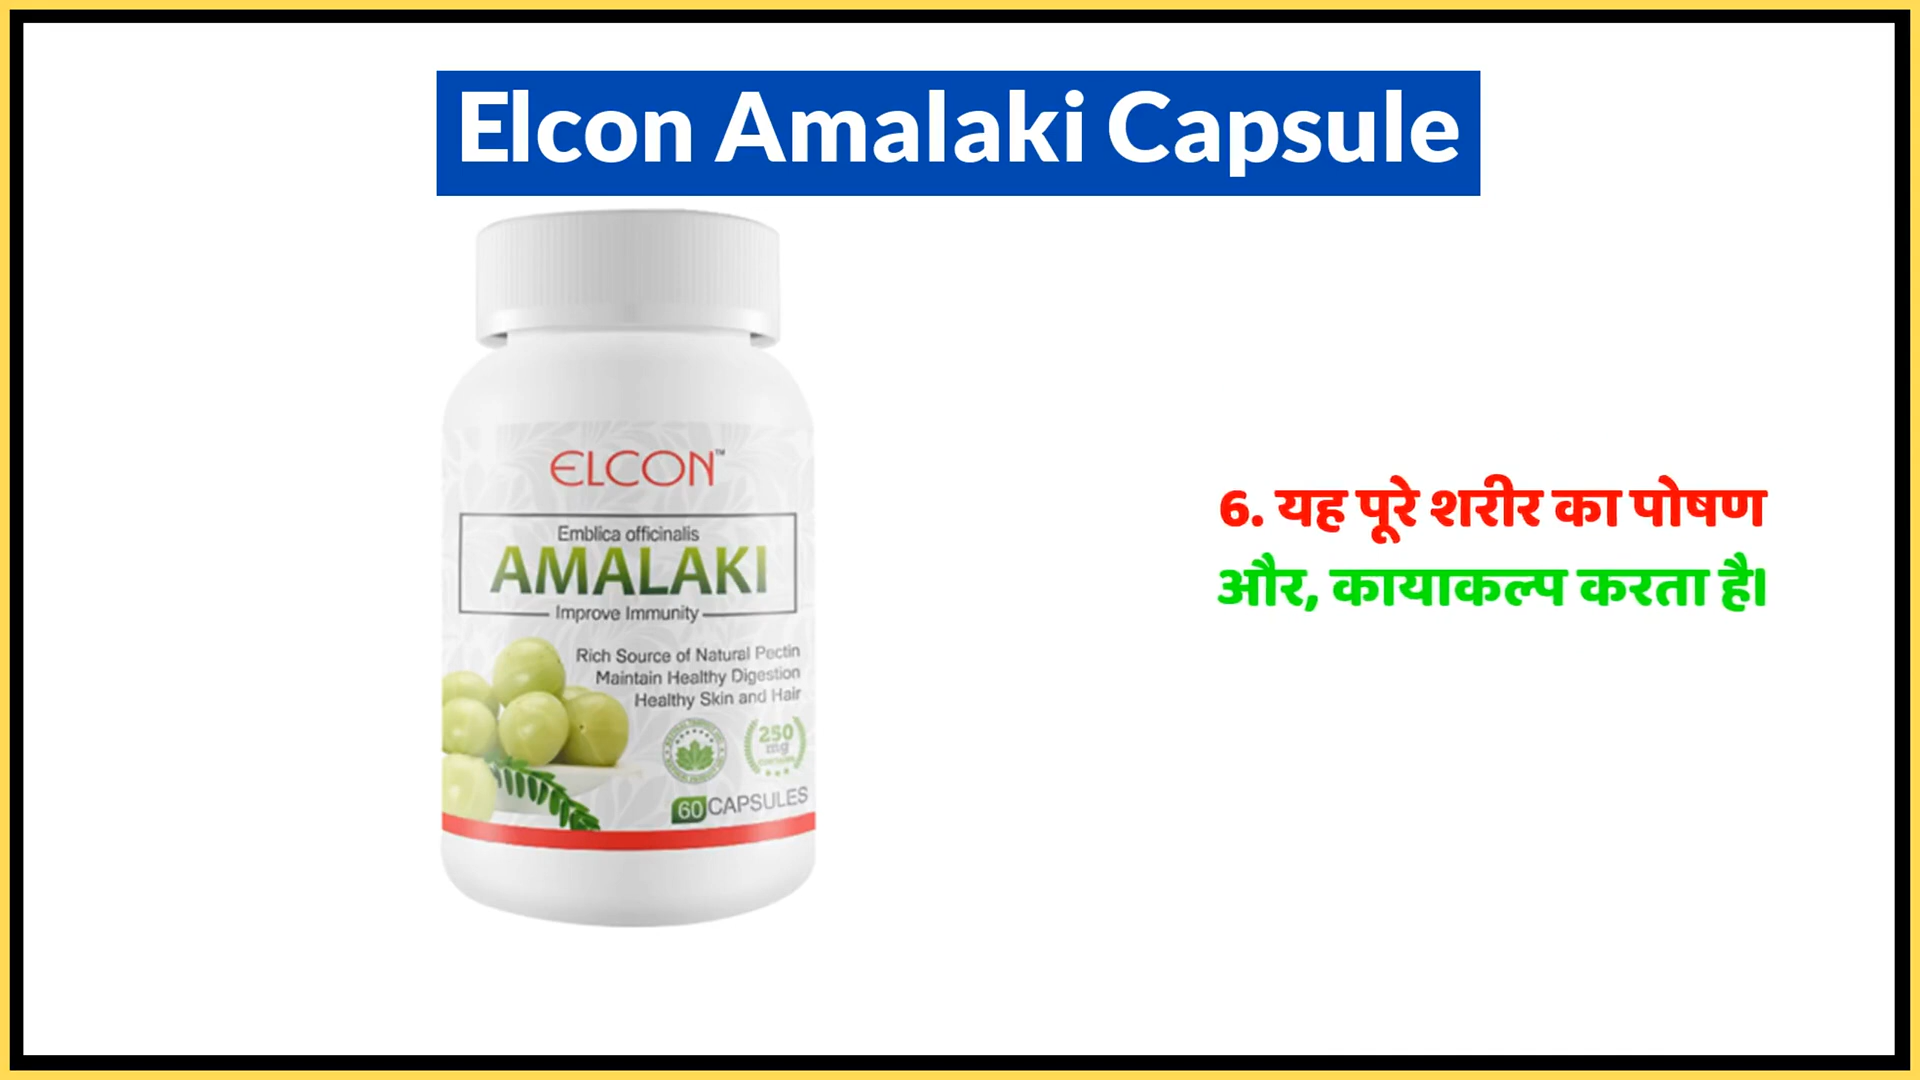 Elcon Amalaki Capsule
ELCON™
Emblica officinalis
AMALAKI
Improve Immunity
Rich Source of Natural Pectin
Maintain Healthy Digestion
Healthy Skin and Hair
250
mg
60 CAPSULES
6. यह पूरे शरीर का पोषण
और, कायाकल्प करता है।